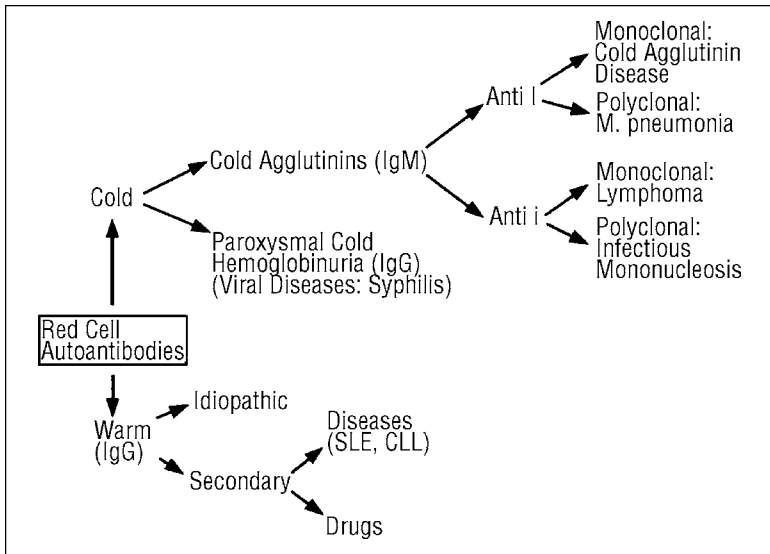 Monoclonal:
Cold Agglutinin
Disease
Anti I
Polyclonal:
M. pneumonia
Cold Agglutinins (IgM)
Monoclonal:
Lymphoma
Cold
Anti i
Polyclonal:
Infectious
Mononucleosis
Paroxysmal Cold
Hemoglobinuria (IgG)
(Viral Diseases: Syphilis)
Red Cell
Autoantibodies
Idiopathic
Warm
(IgG)
Diseases
(SLE, CLL)
Secondary
Drugs